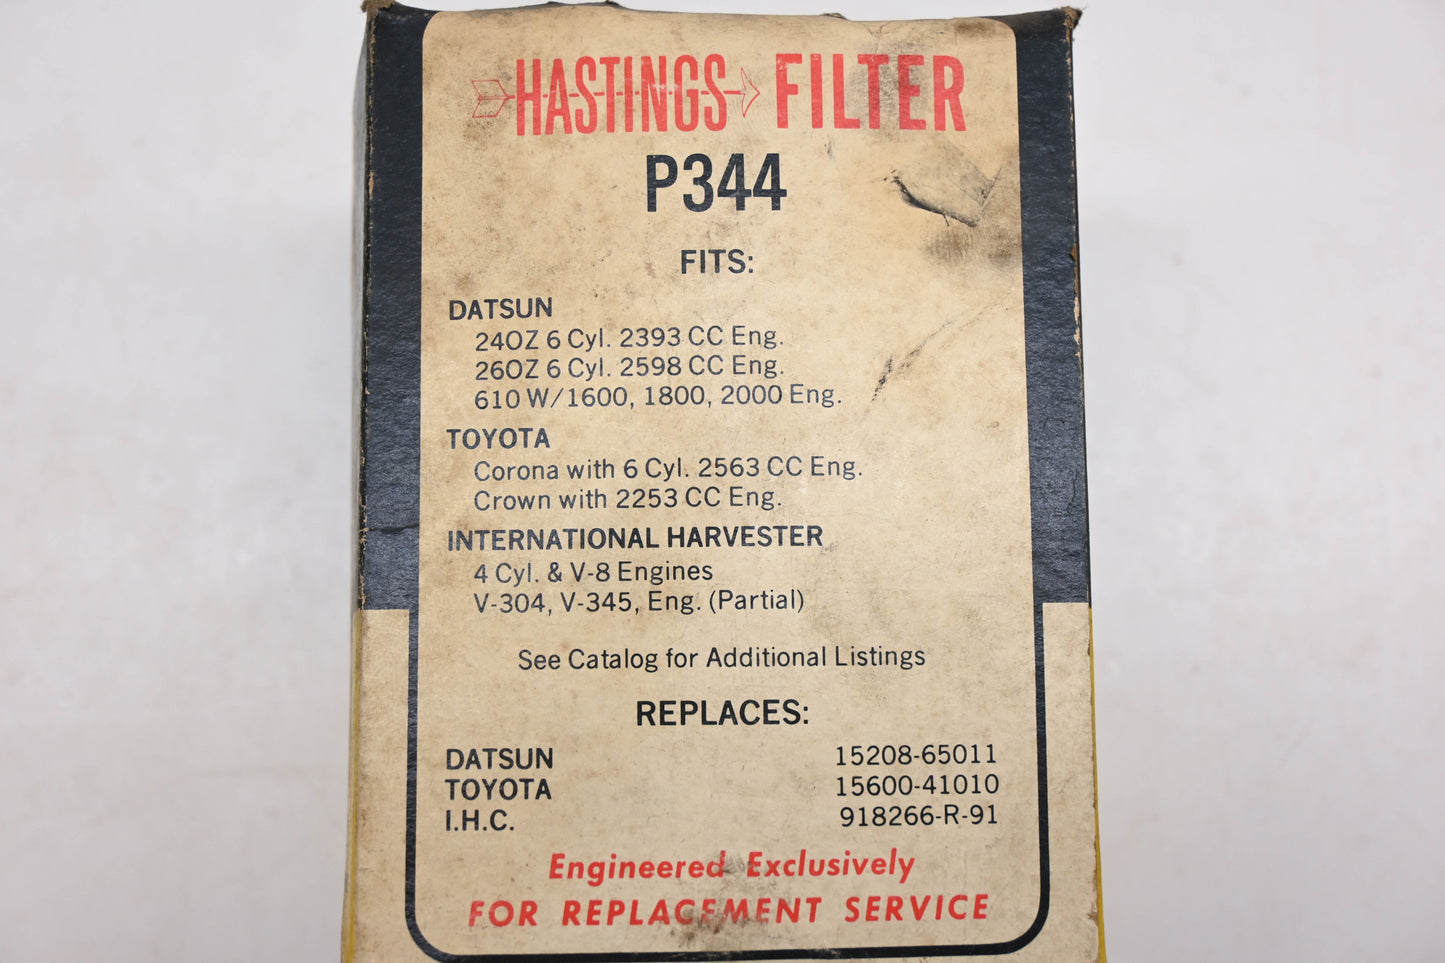 HASTINGS FILTER
P344
FITS:
DATSUN
240Z 6 Cyl. 2393 CC Eng.
260Z 6 Cyl. 2598 CC Eng.
610 W/1600, 1800, 2000 Eng.
TOYOTA
Corona with 6 Cyl. 2563 CC Eng.
Crown with 2253 CC Eng.
INTERNATIONAL HARVESTER
4 Cyl. & V-8 Engines
V-304, V-345, Eng. (Partial)
See Catalog for Additional Listings
REPLACES:
DATSUN 15208-65011
TOYOTA 15600-41010
I.H.C. 918266-R-91
Engineered Exclusively
FOR REPLACEMENT SERVICE